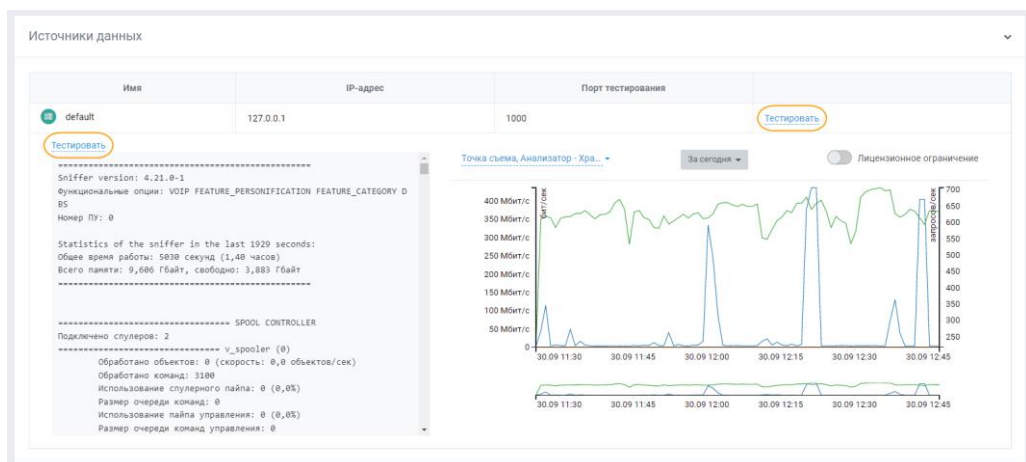 Источники данных
Имя IP-адрес Порт тестирования
default 127.0.0.1 1000 Тестировать
Тестировать
==================================================
Sniffer version: 4.21.0-1
Функциональные опции: VOIP FEATURE_PERSONIFICATION FEATURE_CATEGORY D
BS
Номер ПУ: 0
Statistics of the sniffer in the last 1929 seconds:
Общее время работы: 5030 секунд (1,40 часов)
Всего памяти: 9,606 Гбайт, свободно: 3,883 Гбайт
==================================================
================================== SPOOL CONTROLLER
Подключено спулеров: 2
================================ v_spooler (0)
Обработано объектов: 0 (скорость: 0,0 объектов/сек)
Обработано команд: 3100
Использование спулерного пайпа: 0 (0,0%)
Размер очереди команд: 0
Использование пайпа управления: 0 (0,0%)
Размер очереди команд управления: 0
Точка съема, Анализатор - Хра... За сегодня Лицензионное ограничение
бит/сек
400 Мбит/с
350 Мбит/с
300 Мбит/с
250 Мбит/с
200 Мбит/с
150 Мбит/с
100 Мбит/с
50 Мбит/с
0
запросов/сек
700
650
600
550
500
450
400
350
300
250
30.09 11:30 30.09 11:45 30.09 12:00 30.09 12:15 30.09 12:30 30.09 12:45
30.09 11:30 30.09 11:45 30.09 12:00 30.09 12:15 30.09 12:30 30.09 12:45